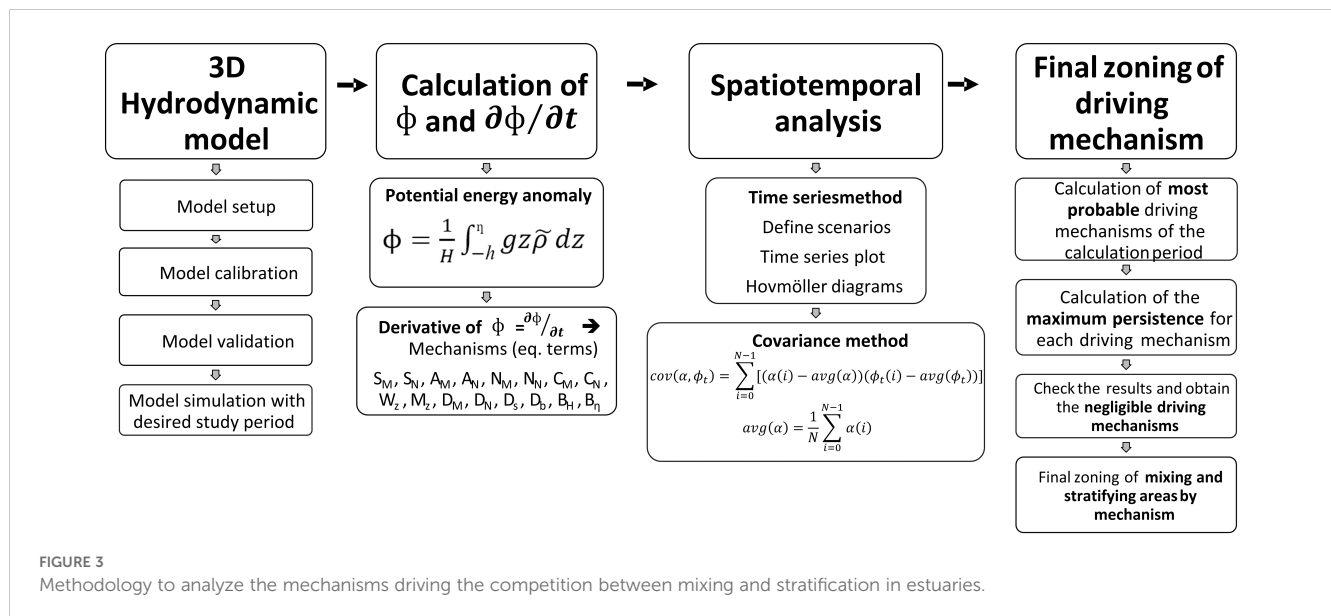 3D
Hydrodynamic
model
Model setup
Model calibration
Model validation
Model simulation with
desired study period
Calculation of
ϕ and ∂ϕ/∂t
Potential energy anomaly
ϕ = 1/H ∫_{-h}^{η} gzρ̃ dz
Derivative of ϕ =∂ϕ/∂t ➔
Mechanisms (eq. terms)
S_M, S_N, A_M, A_N, N_M, N_N, C_M, C_N,
W_z, M_z, D_M, D_N, D_s, D_b, B_H, B_η
Spatiotemporal
analysis
Time seriesmethod
Define scenarios
Time series plot
Hovmöller diagrams
Covariance method
cov(α, ϕ_t) = ∑_{i=0}^{N-1} [(α(i) − avg(α))(ϕ_t(i) − avg(ϕ_t))]
avg(α) = 1/N ∑_{i=0}^{N-1} α(i)
Final zoning of
driving
mechanism
Calculation of most
probable driving
mechanisms of the
calculation period
Calculation of the
maximum persistence for
each driving mechanism
Check the results and obtain
the negligible driving
mechanisms
Final zoning of mixing and
stratifying areas by
mechanism
FIGURE 3
Methodology to analyze the mechanisms driving the competition between mixing and stratification in estuaries.